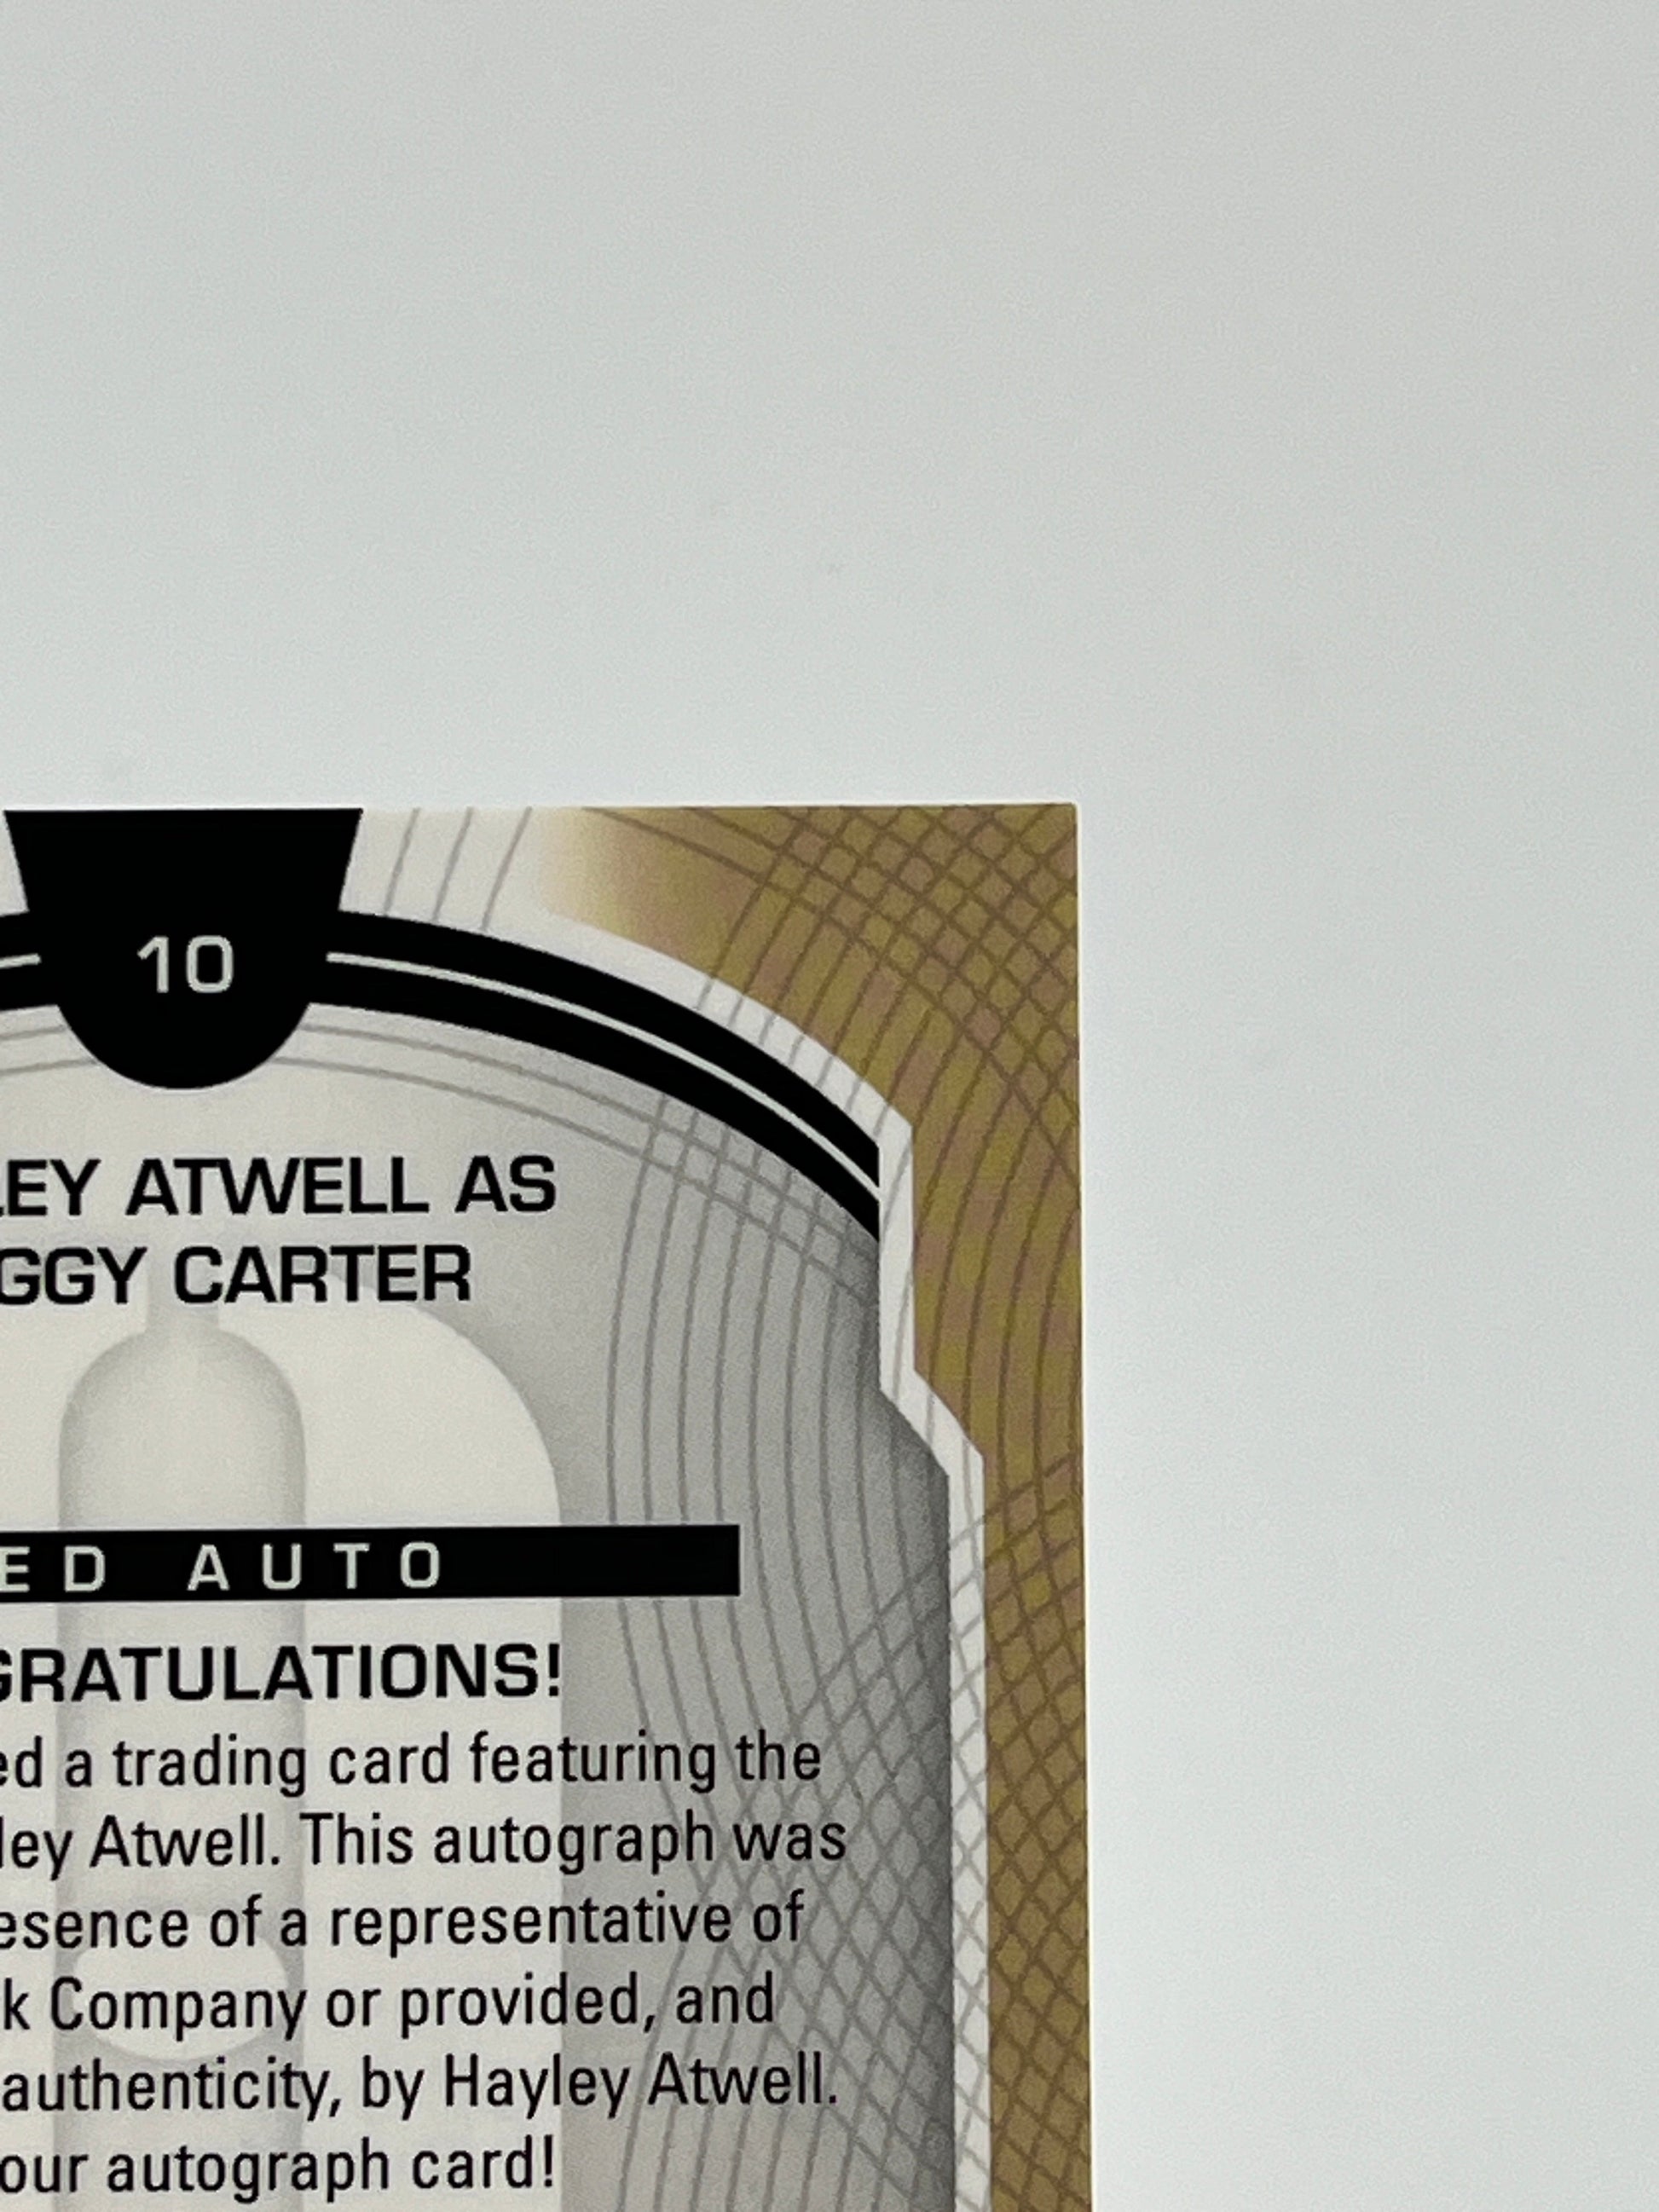 10
LEY ATWELL AS
GGY CARTER
ED AUTO
GRATULATIONS!
ed a trading card featuring the
ley Atwell. This autograph was
esence of a representative of
k Company or provided, and
authenticity, by Hayley Atwell.
our autograph card!